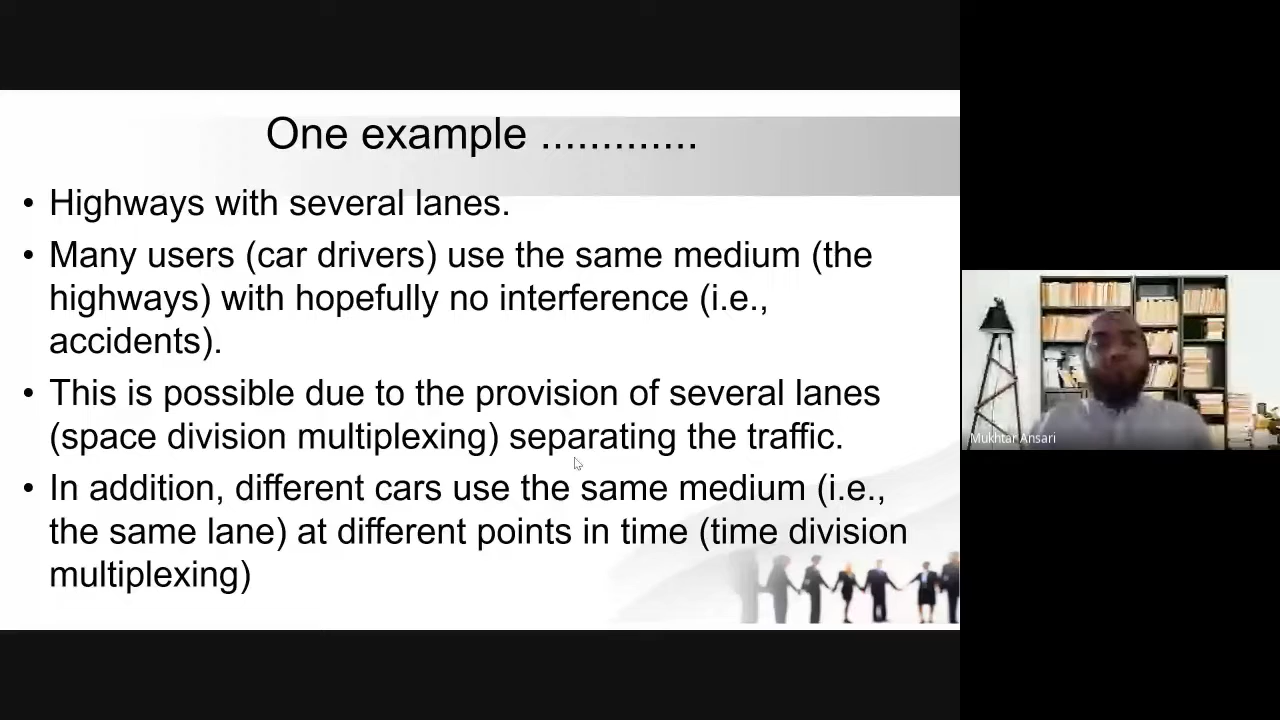 One example .............
• Highways with several lanes.
• Many users (car drivers) use the same medium (the
highways) with hopefully no interference (i.e.,
accidents).
• This is possible due to the provision of several lanes
(space division multiplexing) separating the traffic.
• In addition, different cars use the same medium (i.e.,
the same lane) at different points in time (time division
multiplexing)
Mukhtar Ansari